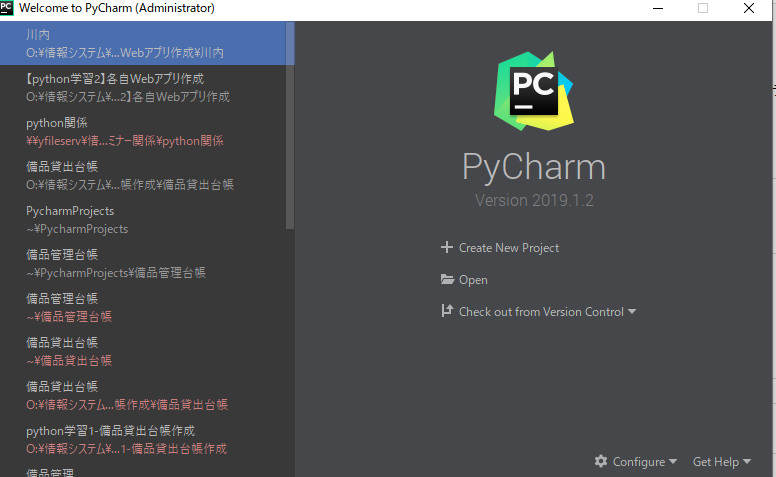 Welcome to PyCharm (Administrator)
川内
O:¥情報システム¥...Webアプリ作成¥川内
【python学習2】各自Webアプリ作成
O:¥情報システム¥...2】各自Webアプリ作成
python関係
¥¥yfileserv¥情...ミナー関係¥python関係
備品貸出台帳
O:¥情報システム¥...帳作成¥備品貸出台帳
PycharmProjects
~¥PycharmProjects
備品管理台帳
~¥PycharmProjects¥備品管理台帳
備品管理台帳
~¥備品管理台帳
備品貸出台帳
~¥備品貸出台帳
備品貸出台帳
O:¥情報システム...帳作成¥備品貸出台帳
python学習1-備品貸出台帳作成
O:¥情報システム¥...1-備品貸出台帳作成
備品管理
PC
PyCharm
Version 2019.1.2
Create New Project
Open
Check out from Version Control
Configure
Get Help